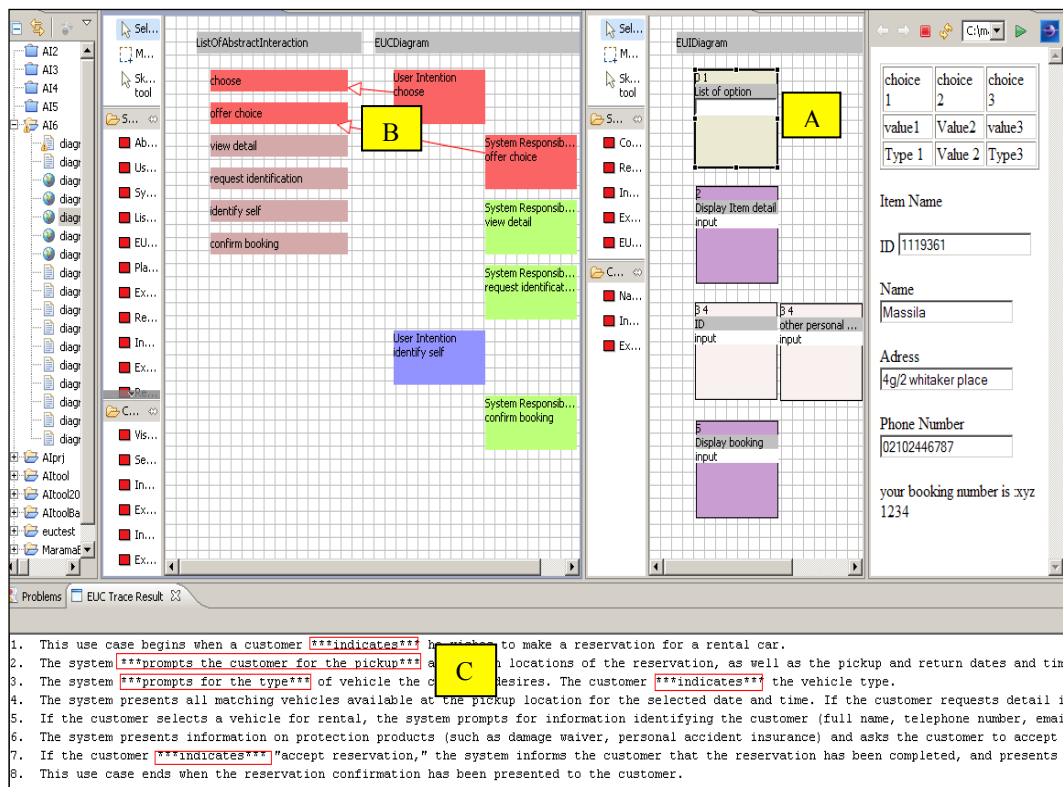 AI2
AI3
AI4
AI5
AI6
diagr
diagr
diagr
diagr
diagr
diagr
diagr
diagr
diagr
diagr
diagr
diagr
diagr
diagr
AIprj
AItool
AItool20
AItoolBa
euctest
MaramaE
Sel...
M...
Sk...
tool
S...
Ab...
Us...
Sy...
Lis...
EU...
Pla...
Ex...
Re...
In...
Ex...
Re...
C...
Vis...
Se...
In...
Ex...
In...
Ex...
ListOfAbstractInteraction
choose
offer choice
view detail
request identification
identify self
confirm booking
EUCDiagram
User Intention
choose
B
System Responsib...
offer choice
System Responsib...
view detail
System Responsib...
request identificat...
User Intention
identify self
System Responsib...
confirm booking
Sel...
M...
Sk...
tool
S...
Co...
Re...
In...
Ex...
EU...
C...
Na...
In...
Ex...
EUIDiagram
0 1
List of option
A
2
Display Item detail
input
3 4
ID
input
3 4
other personal ...
input
5
Display booking
input
C:\m
choice 1 choice 2 choice 3
value1 Value2 value3
Type 1 Value 2 Type3
Item Name
ID 1119361
Name
Massila
Adress
4g/2 whitaker place
Phone Number
02102446787
your booking number is :xyz
1234
Problems EUC Trace Result
1. This use case begins when a customer ***indicates*** he wishes to make a reservation for a rental car.
2. The system ***prompts the customer for the pickup*** locations of the reservation, as well as the pickup and return dates and tim
3. The system ***prompts for the type*** of vehicle the desires. The customer ***indicates*** the vehicle type.
C
4. The system presents all matching vehicles available at the pickup location for the selected date and time. If the customer requests detail i
5. If the customer selects a vehicle for rental, the system prompts for information identifying the customer (full name, telephone number, emai
6. The system presents information on protection products (such as damage waiver, personal accident insurance) and asks the customer to accept
7. If the customer ***indicates*** "accept reservation," the system informs the customer that the reservation has been completed, and presents
8. This use case ends when the reservation confirmation has been presented to the customer.